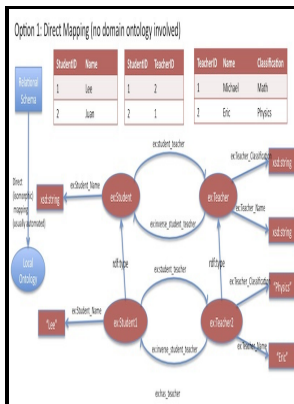 Option 1: Direct Mapping (no domain ontology involved)
StudentID Name
1 Lee
2 Juan
StudentID TeacherID
1 2
2 1
TeacherID Name Classification
1 Michael Math
2 Eric Physics
Relational
Schema
ex:student_teacher
ex:Teacher_Classification
xsd:string
ex:Student_Name
xsd:string
ex:Student
ex:Teacher
ex:Teacher_Name
xsd:string
ex:inverse_student_teacher
Direct
(isomorphic)
mapping
(usually automated)
rdf:type
rdf:type
Local
Ontology
ex:student_teacher
ex:Teacher_Classification
"Physics"
ex:Student_Name
"Lee"
ex:Student1
ex:Teacher2
ex:inverse_student_teacher
ex:Teacher_Name
"Eric"
ex:has_teacher